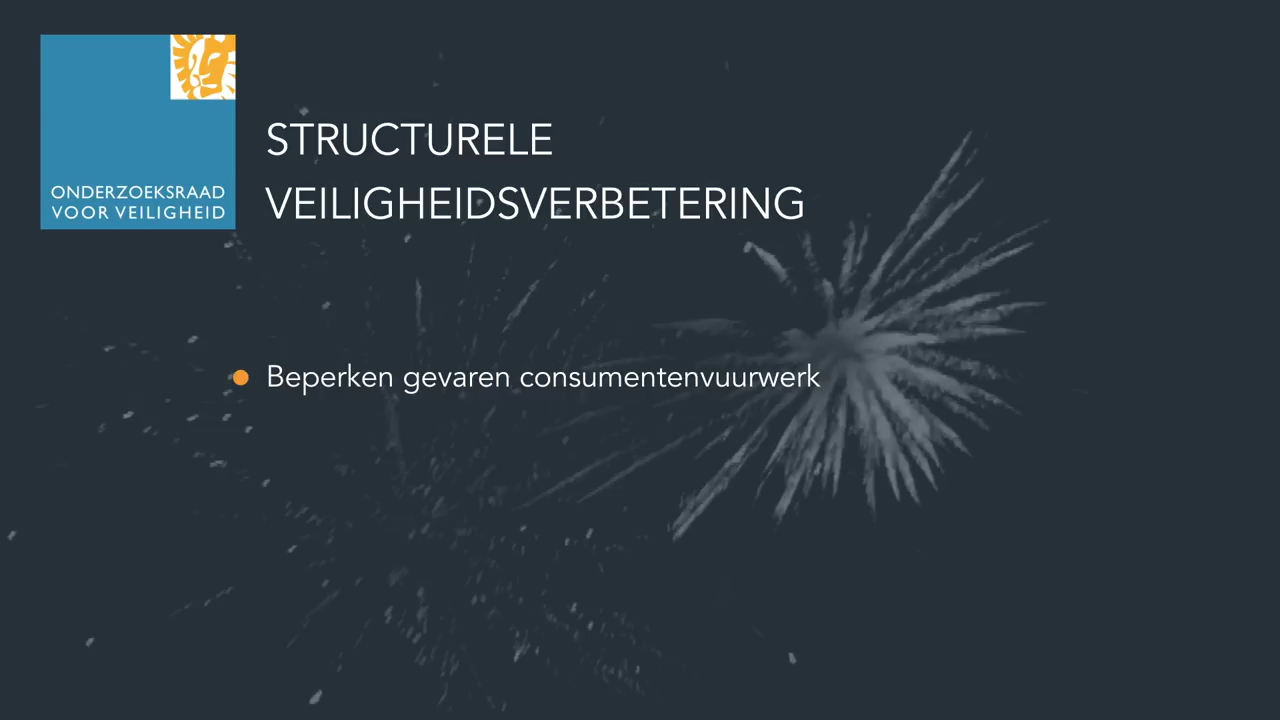 ONDERZOEKSRAAD
VOOR VEILIGHEID
STRUCTURELE
VEILIGHEIDSVERBETERING
Beperken gevaren consumentenvuurwerk